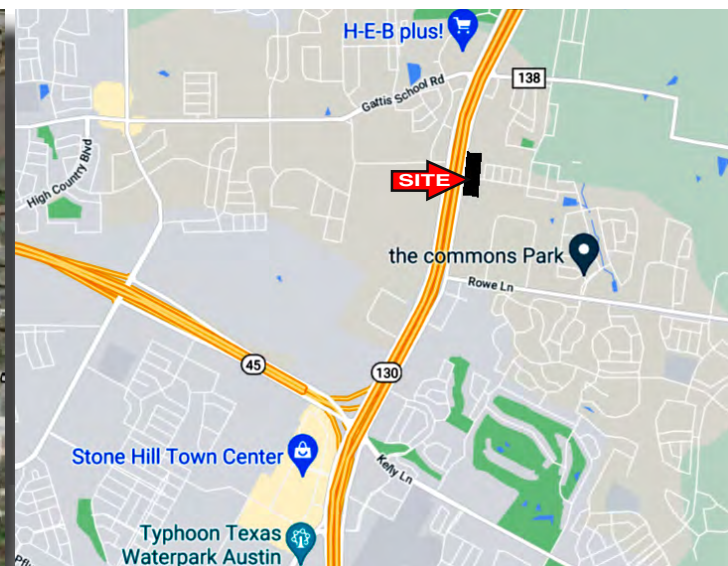 H-E-B plus!
138
Gattis School Rd
High Country Blvd
SITE
the commons Park
Rowe Ln
45
130
Stone Hill Town Center
Kelly Ln
Typhoon Texas
Waterpark Austin